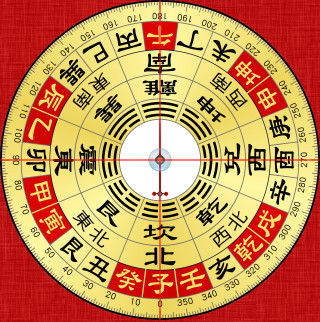 180 190 200 210 220 230 240 250 260 270 280 290 300 310 320 330 340 350 0 10 20 30 40 50 60 70 80 90 100 110 120 130 140 150 160 170
午 丁 未 坤 申 庚 酉 辛 戌 乾 亥 壬 子 癸 丑 艮 寅 甲 卯 乙 辰 巽 巳 丙
南 西南 西 西北 北 東北 東 東南
離 坤 兌 乾 坎 艮 震 巽